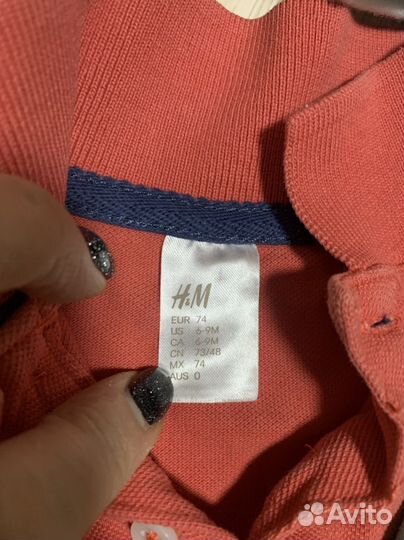 H&M
EUR 74
US 6-9M
CA 6-9M
CN 73/48
MX 74
AUS 0
Avito